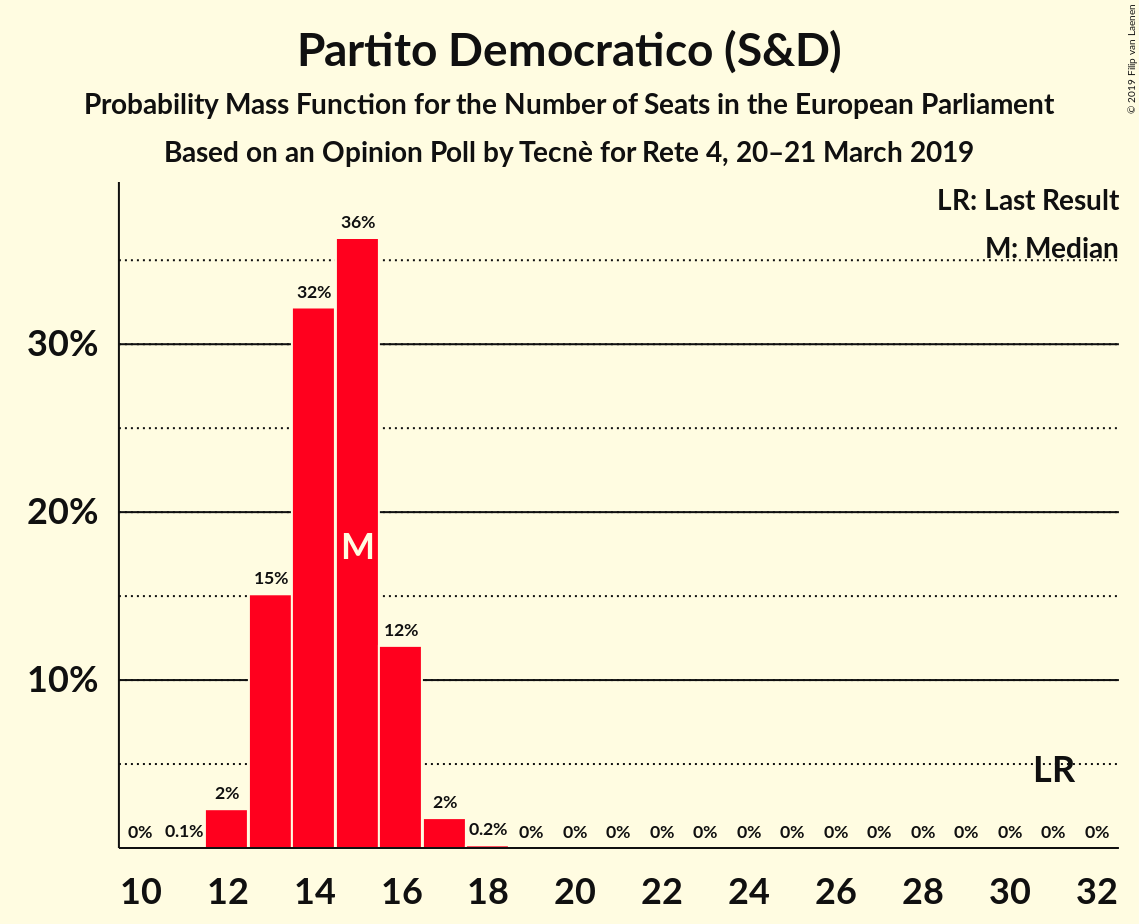 Partito Democratico (S&D)
Probability Mass Function for the Number of Seats in the European Parliament
Based on an Opinion Poll by Tecnè for Rete 4, 20–21 March 2019
© 2019 Filip van Laenen
LR: Last Result
M: Median
36%
32%
30%
20%
M
15%
12%
10%
LR
2%
2%
0% 0.1% 0.2% 0% 0% 0% 0% 0% 0% 0% 0% 0% 0% 0% 0% 0% 0%
10 12 14 16 18 20 22 24 26 28 30 32